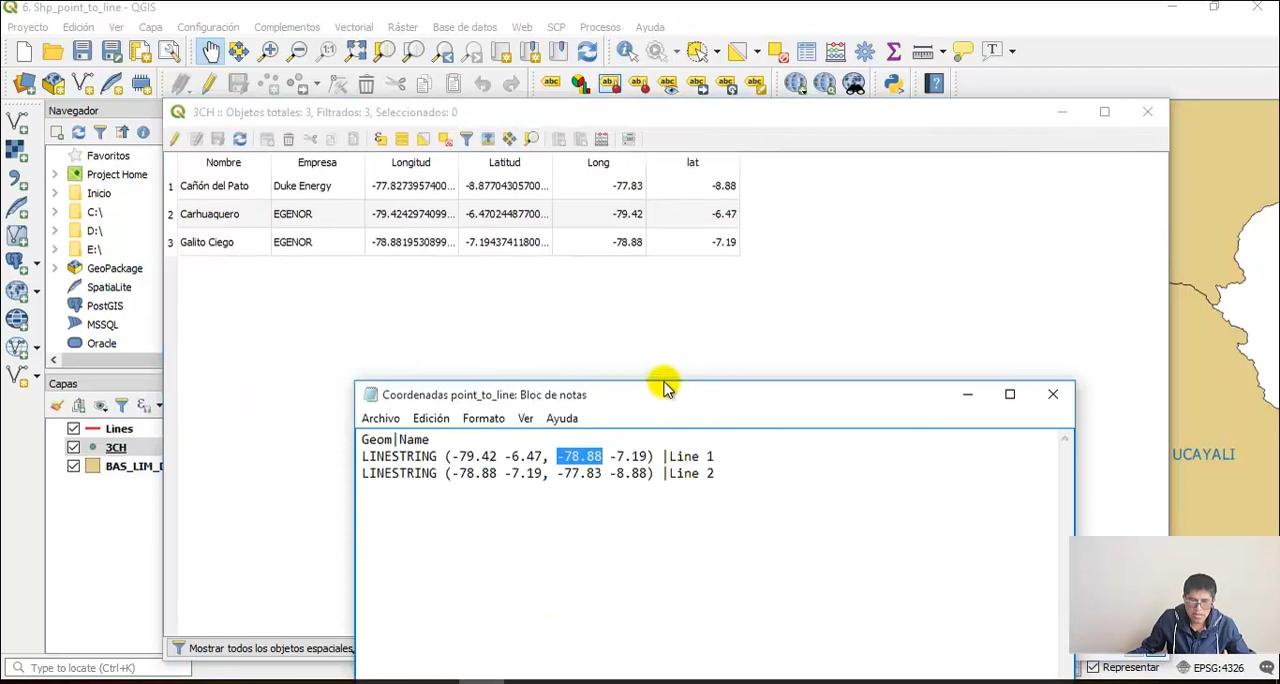 6. Shp_point_to_line - QGIS
Proyecto Edición Ver Capa Configuración Complementos Vectorial Ráster Base de datos Web SCP Procesos Ayuda
Navegador
Favoritos
Project Home
Inicio
C:\
D:\
E:\
GeoPackage
SpatiaLite
PostGIS
MSSQL
Oracle
Capas
Lines
3CH
BAS_LIM_D
3CH :: Objetos totales: 3, Filtrados: 3, Seleccionados: 0
Nombre Empresa Longitud Latitud Long lat
1 Cañón del Pato Duke Energy -77.8273957400... -8.87704305700... -77.83 -8.88
2 Carhuaquero EGENOR -79.4242974099... -6.47024487700... -79.42 -6.47
3 Galito Ciego EGENOR -78.8819530899... -7.19437411800... -78.88 -7.19
Mostrar todos los objetos espaciales
Coordenadas point_to_line: Bloc de notas
Archivo Edición Formato Ver Ayuda
Geom|Name
LINESTRING (-79.42 -6.47, -78.88 -7.19) |Line 1
LINESTRING (-78.88 -7.19, -77.83 -8.88) |Line 2
UCAYALI
Type to locate (Ctrl+K)
Representar EPSG:4326